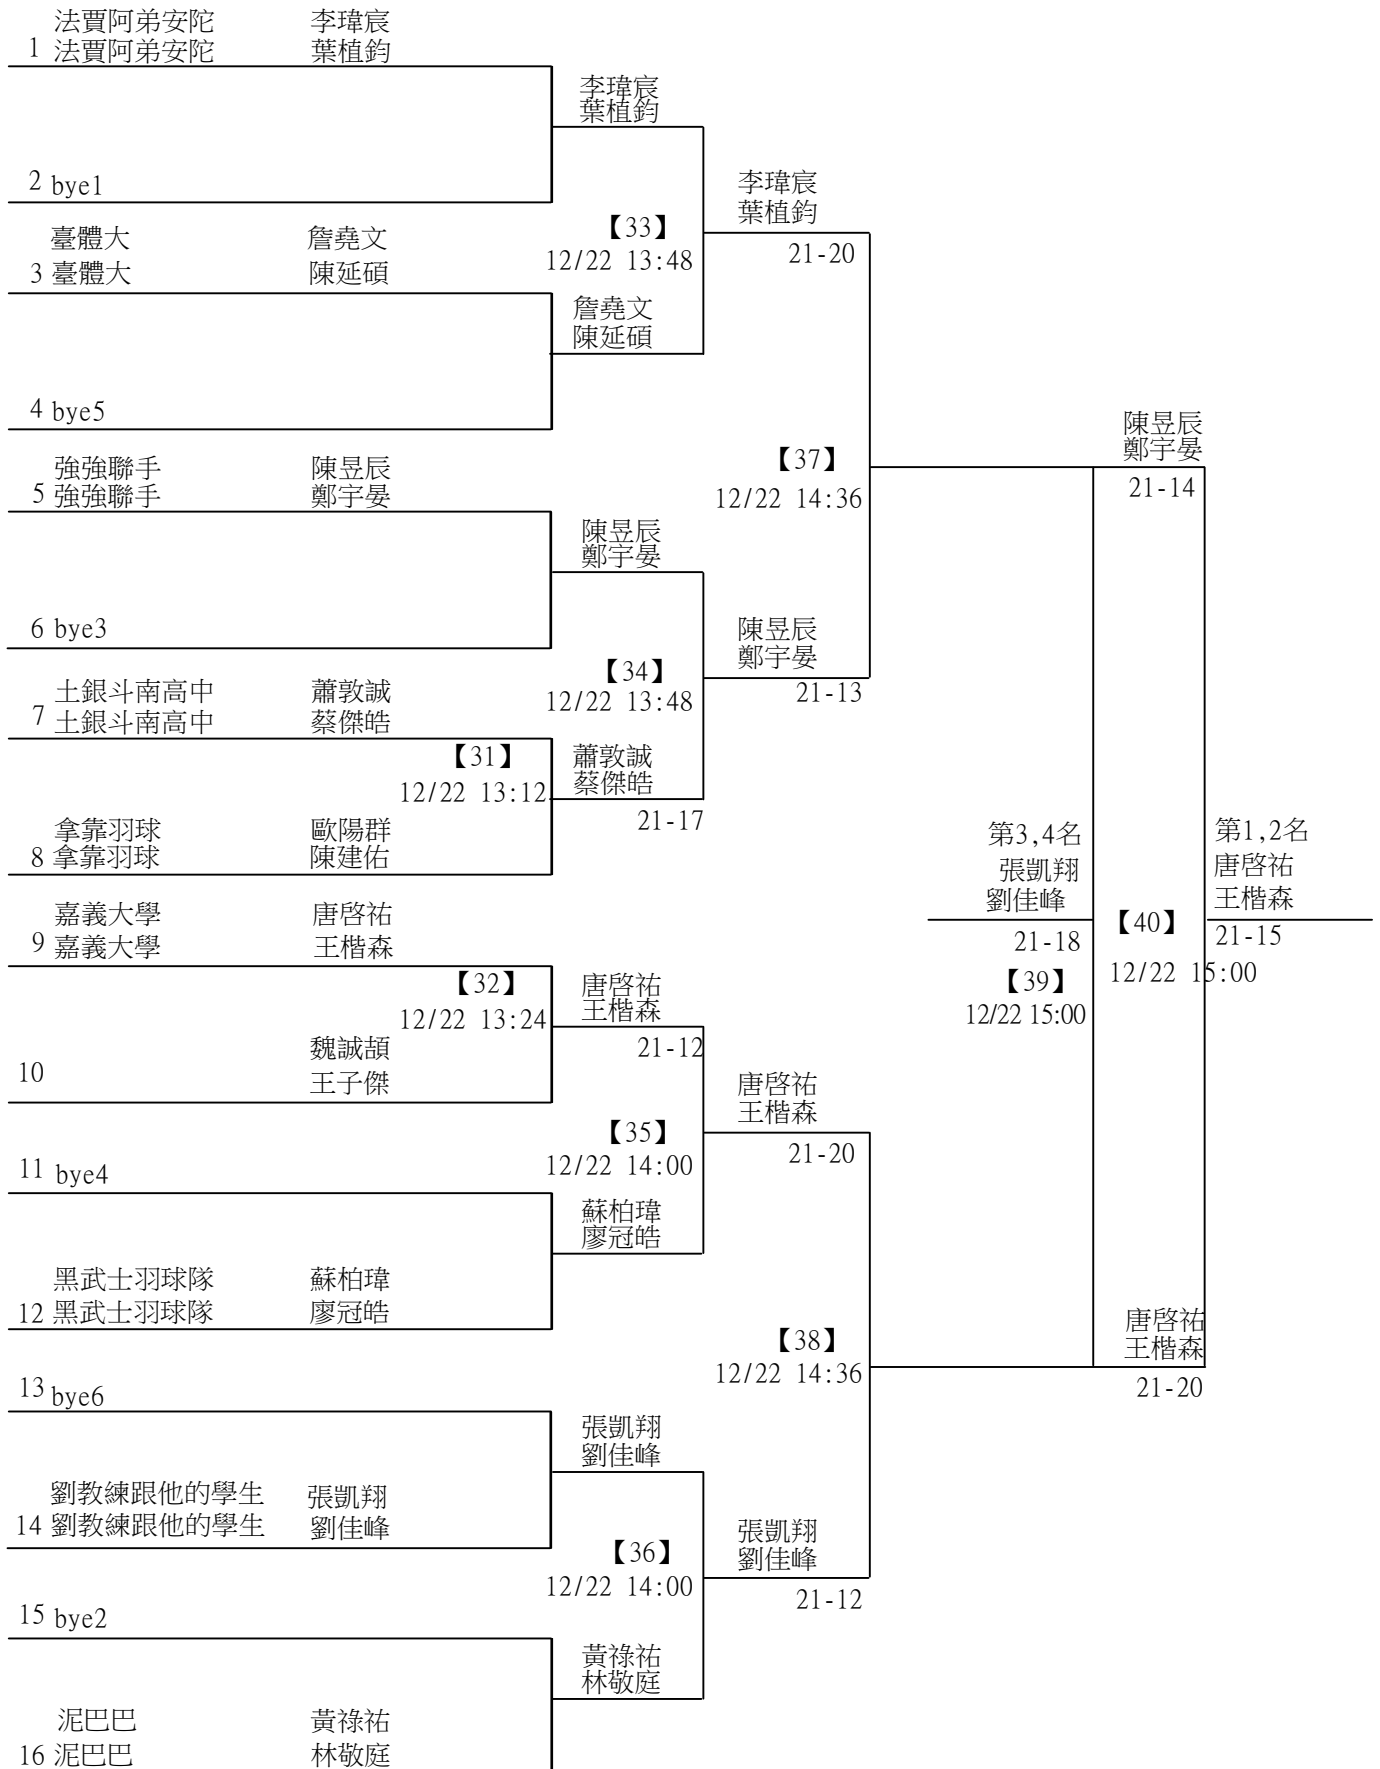 法賈阿弟安陀 李瑋宸
1 法賈阿弟安陀 葉植鈞
李瑋宸
葉植鈞
2 bye1
李瑋宸
葉植鈞
21-20
臺體大 詹堯文
3 臺體大 陳延碩
【33】
12/22 13:48
詹堯文
陳延碩
4 bye5
強強聯手 陳昱辰
5 強強聯手 鄭宇晏
【37】
12/22 14:36
陳昱辰
鄭宇晏
21-14
陳昱辰
鄭宇晏
6 bye3
陳昱辰
鄭宇晏
21-13
【34】
12/22 13:48
土銀斗南高中 蕭敦誠
7 土銀斗南高中 蔡傑皓
【31】
12/22 13:12
蕭敦誠
蔡傑皓
21-17
拿靠羽球 歐陽群
8 拿靠羽球 陳建佑
第3,4名
張凱翔
劉佳峰
21-18
【39】
12/22 15:00
【40】
12/22 15:00
第1,2名
唐啓祐
王楷森
21-15
嘉義大學 唐啓祐
9 嘉義大學 王楷森
【32】
12/22 13:24
唐啓祐
王楷森
21-12
魏誠頡
10 王子傑
唐啓祐
王楷森
21-20
【35】
12/22 14:00
11 bye4
蘇柏瑋
廖冠皓
黑武士羽球隊 蘇柏瑋
12 黑武士羽球隊 廖冠皓
【38】
12/22 14:36
唐啓祐
王楷森
21-20
13 bye6
張凱翔
劉佳峰
劉教練跟他的學生 張凱翔
14 劉教練跟他的學生 劉佳峰
【36】
12/22 14:00
張凱翔
劉佳峰
21-12
15 bye2
黃祿祐
林敬庭
泥巴巴 黃祿祐
16 泥巴巴 林敬庭